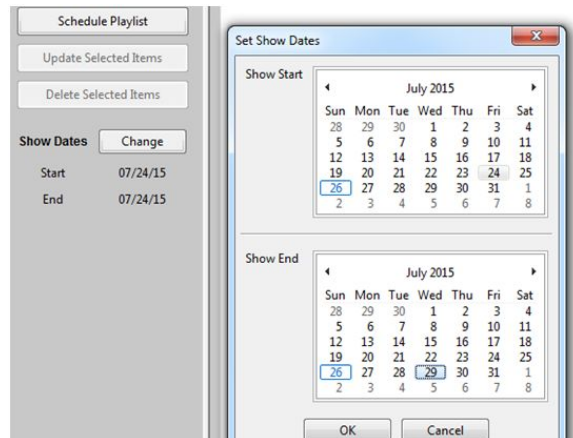 Schedule Playlist
Update Selected Items
Delete Selected Items
Show Dates Change
Start 07/24/15
End 07/24/15
Set Show Dates
Show Start
July 2015
Sun Mon Tue Wed Thu Fri Sat
28 29 30 1 2 3 4
5 6 7 8 9 10 11
12 13 14 15 16 17 18
19 20 21 22 23 24 25
26 27 28 29 30 31 1
2 3 4 5 6 7 8
Show End
July 2015
Sun Mon Tue Wed Thu Fri Sat
28 29 30 1 2 3 4
5 6 7 8 9 10 11
12 13 14 15 16 17 18
19 20 21 22 23 24 25
26 27 28 29 30 31 1
2 3 4 5 6 7 8
OK Cancel